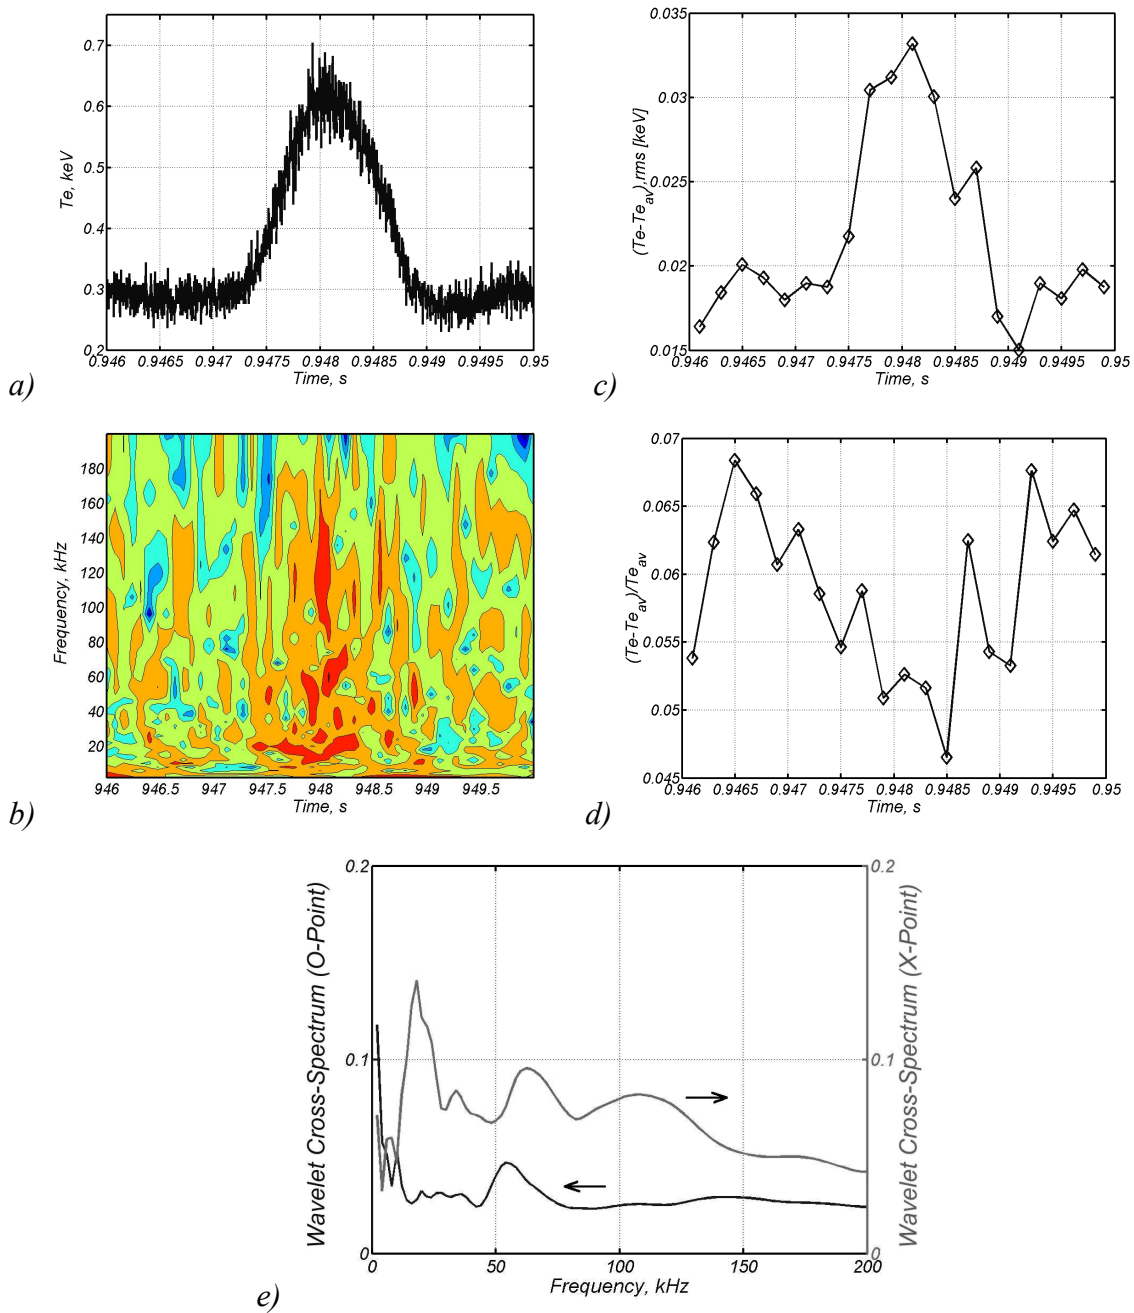 0.7
0.6
0.5
0.4
0.3
0.2
Te, keV
0.946 0.9465 0.947 0.9475 0.948 0.9485 0.949 0.9495 0.95
Time, s
a)
0.035
0.03
0.025
0.02
0.015
(Te-Te_av),rms [keV]
0.946 0.9465 0.947 0.9475 0.948 0.9485 0.949 0.9495 0.95
Time, s
c)
180
160
140
120
100
80
60
40
20
Frequency, kHz
946 946.5 947 947.5 948 948.5 949 949.5
Time, s
b)
0.07
0.065
0.06
0.055
0.05
0.045
(Te-Te_av)/Te_av
0.946 0.9465 0.947 0.9475 0.948 0.9485 0.949 0.9495 0.95
Time, s
d)
Wavelet Cross-Spectrum (O-Point)
0.2
0.1
0
0.2
0.1
0
Wavelet Cross-Spectrum (X-Point)
0 50 100 150 200
Frequency, kHz
e)